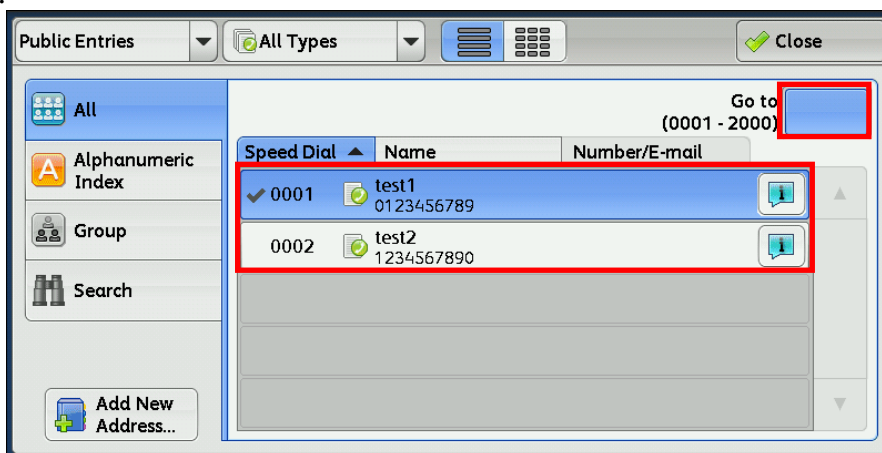 Public Entries
All Types
Close
All
Go to
(0001 - 2000)
Alphanumeric
Index
Speed Dial
Name
Number/E-mail
0001
test1
0123456789
Group
0002
test2
1234567890
Search
Add New
Address...